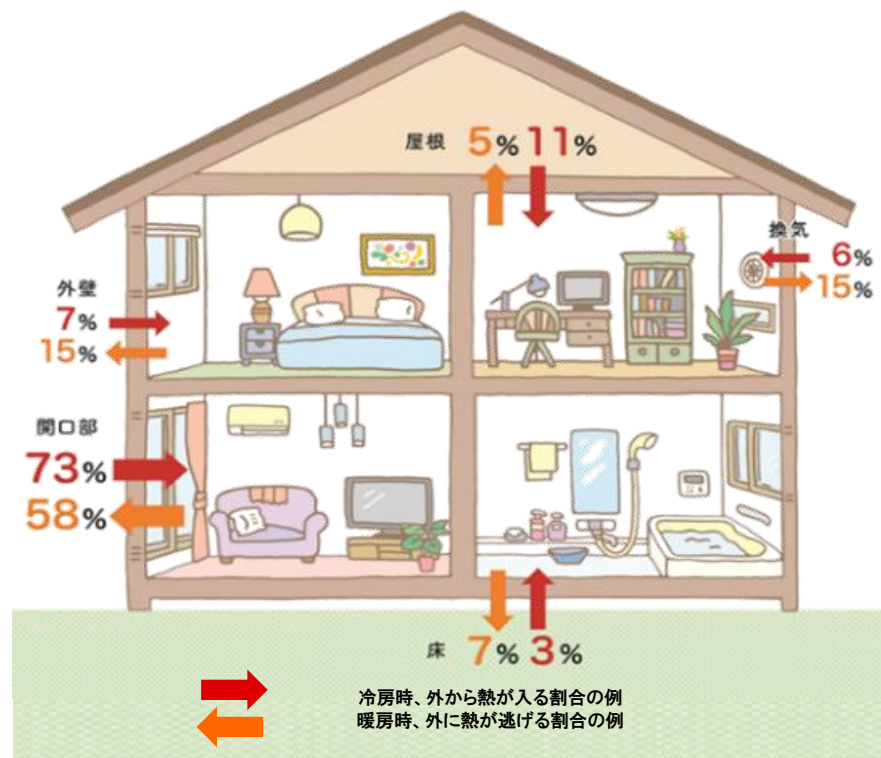 屋根 5% 11%
換気
6%
15%
外壁
7%
15%
開口部
73%
58%
床 7% 3%
冷房時、外から熱が入る割合の例
暖房時、外に熱が逃げる割合の例